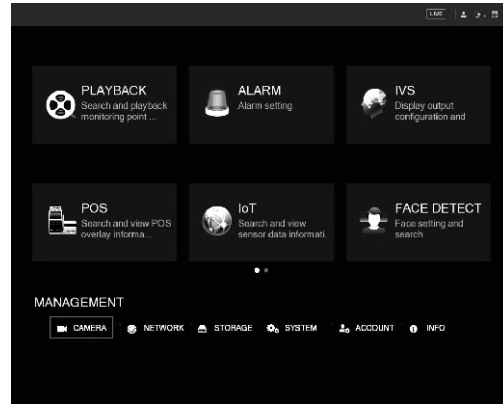 LIVE
PLAYBACK
Search and playback
monitoring point ...
ALARM
Alarm setting
IVS
Display output
configuration and
POS
Search and view POS
overlay informa...
IoT
Search and view
sensor data informati.
FACE DETECT
Face setting and
search
MANAGEMENT
CAMERA NETWORK STORAGE SYSTEM ACCOUNT INFO